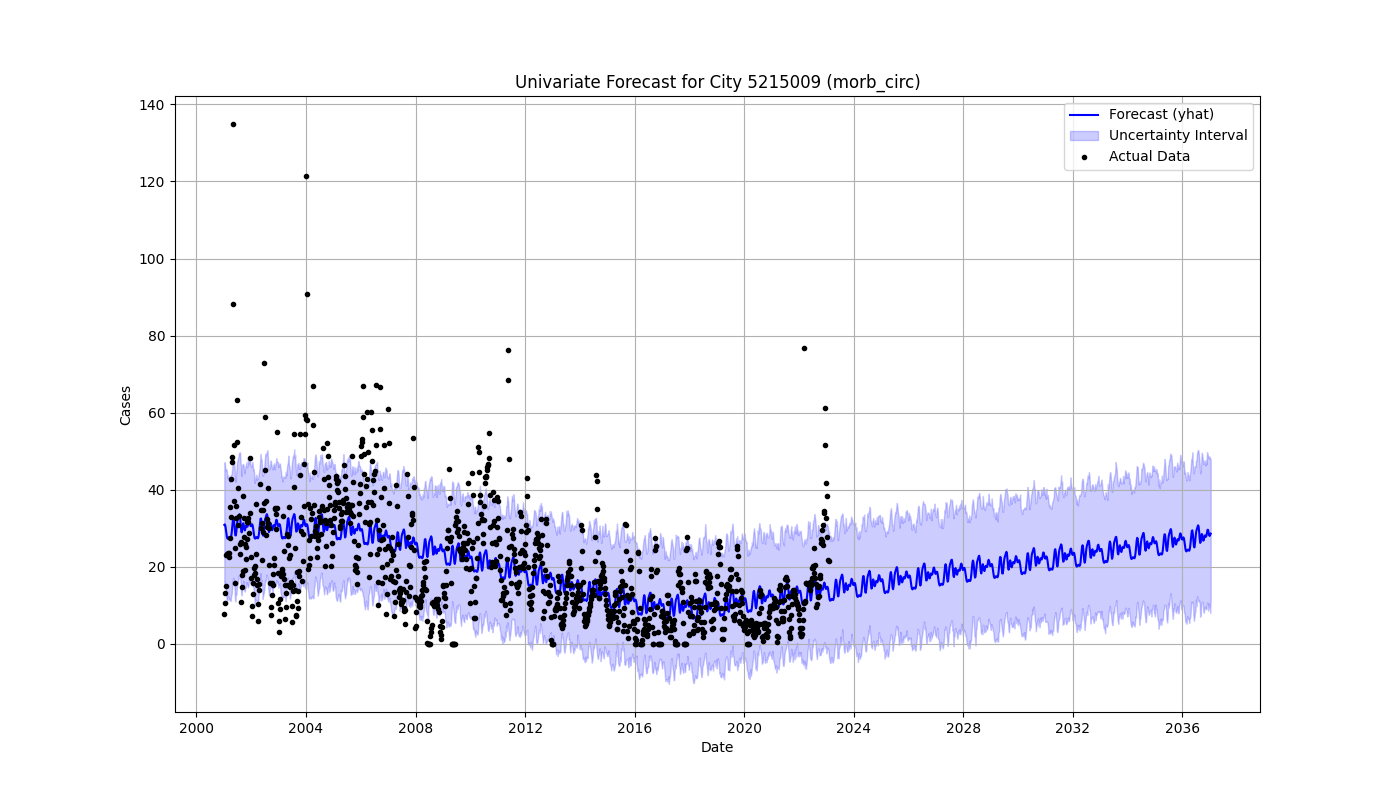 Univariate Forecast for City 5215009 (morb_circ)
Forecast (yhat)
Uncertainty Interval
Actual Data
Cases
140
120
100
80
60
40
20
0
2000 2004 2008 2012 2016 2020 2024 2028 2032 2036
Date